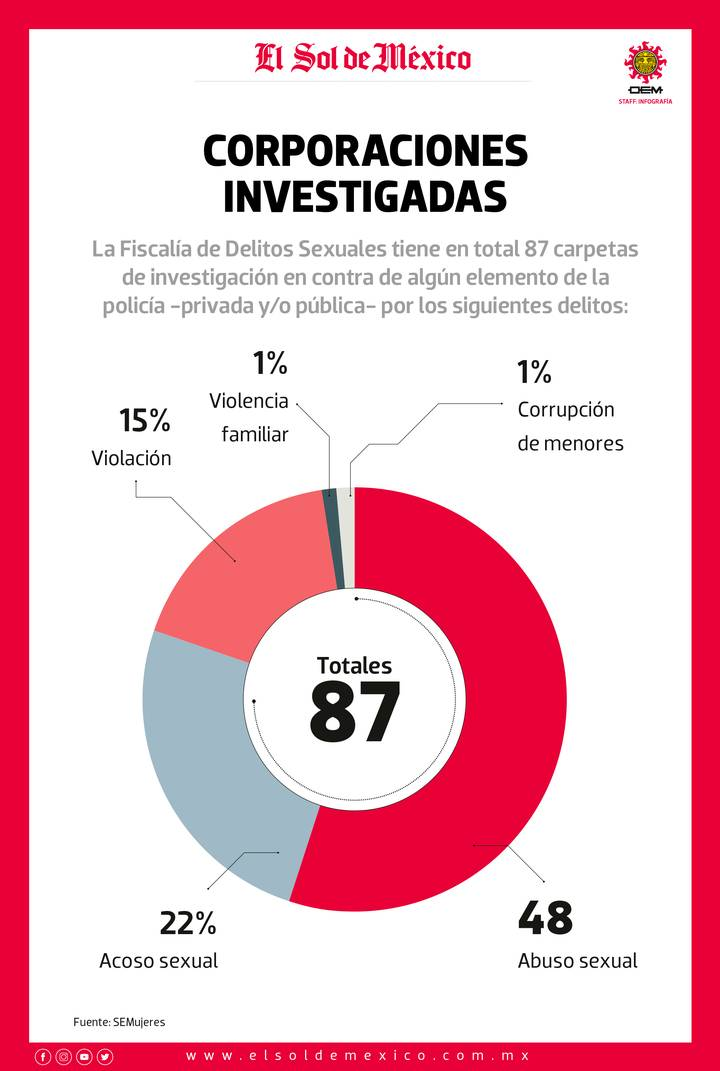 El Sol de México
OEM
STAFF: INFOGRAFÍA
CORPORACIONES
INVESTIGADAS
La Fiscalía de Delitos Sexuales tiene en total 87 carpetas
de investigación en contra de algún elemento de la
policía –privada y/o pública– por los siguientes delitos:
1%
Violencia
familiar
1%
Corrupción
de menores
15%
Violación
Totales
87
22%
Acoso sexual
48
Abuso sexual
Fuente: SEMujeres
www.elsoldemexico.com.mx